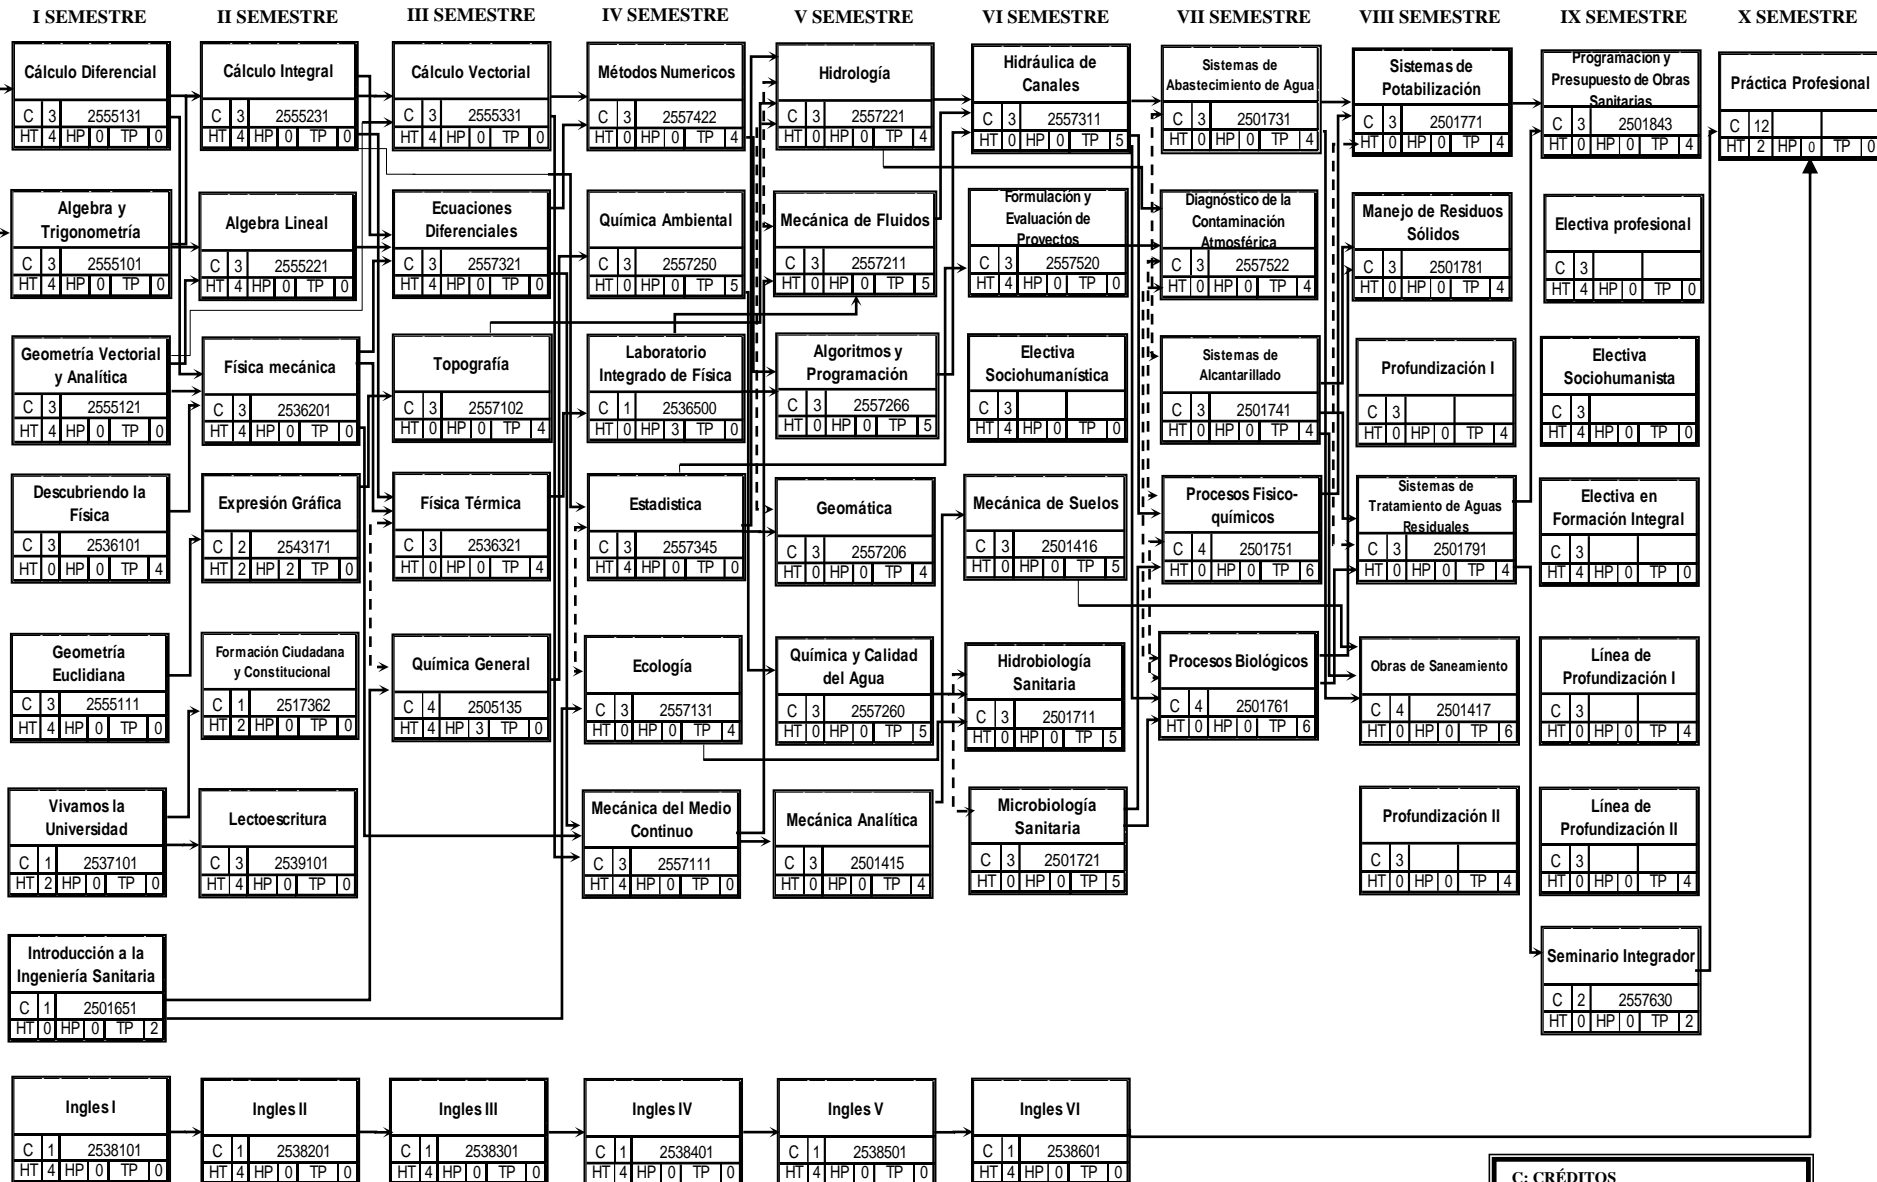 I SEMESTRE
II SEMESTRE
III SEMESTRE
IV SEMESTRE
V SEMESTRE
VI SEMESTRE
VII SEMESTRE
VIII SEMESTRE
IX SEMESTRE
X SEMESTRE
Cálculo Diferencial
C 3 2555131
HT 4 HP 0 TP 0
Cálculo Integral
C 3 2555231
HT 4 HP 0 TP 0
Cálculo Vectorial
C 3 2555331
HT 4 HP 0 TP 0
Métodos Numericos
C 3 2557422
HT 0 HP 0 TP 4
Hidrología
C 3 2557221
HT 0 HP 0 TP 4
Hidráulica de
Canales
C 3 2557311
HT 0 HP 0 TP 5
Sistemas de
Abastecimiento de Agua
C 3 2501731
HT 0 HP 0 TP 4
Sistemas de
Potabilización
C 3 2501771
HT 0 HP 0 TP 4
Programación y
Presupuesto de Obras
Sanitarias
C 3 2501843
HT 0 HP 0 TP 4
Práctica Profesional
C 12
HT 2 HP 0 TP 0
Algebra y
Trigonometría
C 3 2555101
HT 4 HP 0 TP 0
Algebra Lineal
C 3 2555221
HT 4 HP 0 TP 0
Ecuaciones
Diferenciales
C 3 2557321
HT 4 HP 0 TP 0
Química Ambiental
C 3 2557250
HT 0 HP 0 TP 5
Mecánica de Fluidos
C 3 2557211
HT 0 HP 0 TP 5
Formulación y
Evaluación de
Proyectos
C 3 2557520
HT 4 HP 0 TP 0
Diagnóstico de la
Contaminación
Atmosférica
C 3 2557522
HT 0 HP 0 TP 4
Manejo de Residuos
Sólidos
C 3 2501781
HT 0 HP 0 TP 4
Electiva profesional
C 3
HT 4 HP 0 TP 0
Geometría Vectorial
y Analítica
C 3 2555121
HT 4 HP 0 TP 0
Física mecánica
C 3 2536201
HT 4 HP 0 TP 0
Topografía
C 3 2557102
HT 0 HP 0 TP 4
Laboratorio
Integrado de Física
C 1 2536500
HT 0 HP 3 TP 0
Algoritmos y
Programación
C 3 2557266
HT 0 HP 0 TP 5
Electiva
Sociohumanística
C 3
HT 4 HP 0 TP 0
Sistemas de
Alcantarillado
C 3 2501741
HT 0 HP 0 TP 4
Profundización I
C 3
HT 0 HP 0 TP 4
Electiva
Sociohumanista
C 3
HT 4 HP 0 TP 0
Descubriendo la
Física
C 3 2536101
HT 0 HP 0 TP 4
Expresión Gráfica
C 2 2543171
HT 2 HP 2 TP 0
Física Térmica
C 3 2536321
HT 0 HP 0 TP 4
Estadistica
C 3 2557345
HT 4 HP 0 TP 0
Geomática
C 3 2557206
HT 0 HP 0 TP 4
Mecánica de Suelos
C 3 2501416
HT 0 HP 0 TP 5
Procesos Fisico-
químicos
C 4 2501751
HT 0 HP 0 TP 6
Sistemas de
Tratamiento de Aguas
Residuales
C 3 2501791
HT 0 HP 0 TP 4
Electiva en
Formación Integral
C 3
HT 4 HP 0 TP 0
Geometría
Euclidiana
C 3 2555111
HT 4 HP 0 TP 0
Formación Ciudadana
y Constitucional
C 1 2517362
HT 2 HP 0 TP 0
Química General
C 4 2505135
HT 4 HP 3 TP 0
Ecología
C 3 2557131
HT 0 HP 0 TP 4
Química y Calidad
del Agua
C 3 2557260
HT 0 HP 0 TP 5
Hidrobiología
Sanitaria
C 3 2501711
HT 0 HP 0 TP 5
Procesos Biológicos
C 4 2501761
HT 0 HP 0 TP 6
Obras de Saneamiento
C 4 2501417
HT 0 HP 0 TP 6
Línea de
Profundización I
C 3
HT 0 HP 0 TP 4
Vivamos la
Universidad
C 1 2537101
HT 2 HP 0 TP 0
Lectoescritura
C 3 2539101
HT 4 HP 0 TP 0
Mecánica del Medio
Continuo
C 3 2557111
HT 4 HP 0 TP 0
Mecánica Analítica
C 3 2501415
HT 0 HP 0 TP 4
Microbiología
Sanitaria
C 3 2501721
HT 0 HP 0 TP 5
Profundización II
C 3
HT 0 HP 0 TP 4
Línea de
Profundización II
C 3
HT 0 HP 0 TP 4
Introducción a la
Ingeniería Sanitaria
C 1 2501651
HT 0 HP 0 TP 2
Seminario Integrador
C 2 2557630
HT 0 HP 0 TP 2
Ingles I
C 1 2538101
HT 4 HP 0 TP 0
Ingles II
C 1 2538201
HT 4 HP 0 TP 0
Ingles III
C 1 2538301
HT 4 HP 0 TP 0
Ingles IV
C 1 2538401
HT 4 HP 0 TP 0
Ingles V
C 1 2538501
HT 4 HP 0 TP 0
Ingles VI
C 1 2538601
HT 4 HP 0 TP 0
C: CRÉDITOS